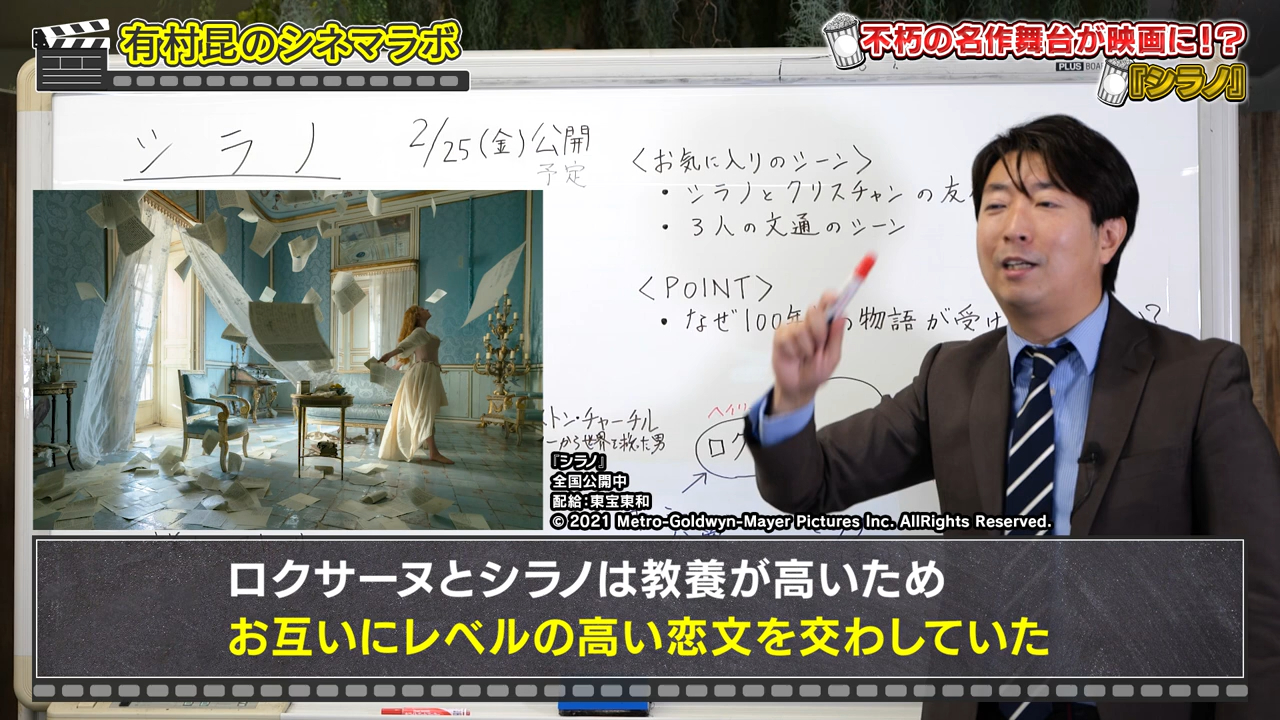 有村昆のシネマラボ
不朽の名作舞台が映画に!?
『シラノ』
PLUS BOA
シラノ
2/25(金)公開
予定
<お気に入りのシーン>
・シラノとクリスチャンの友
・3人の文通のシーン
<POINT>
・なぜ100年 の物語が受け ?
ヘイリ
ロク
トン・チャーチル
ーから世界を救った男
『シラノ』
全国公開中
配給:東宝東和
© 2021 Metro-Goldwyn-Mayer Pictures Inc. AllRights Reserved.
ロクサーヌとシラノは教養が高いため
お互いにレベルの高い恋文を交わしていた